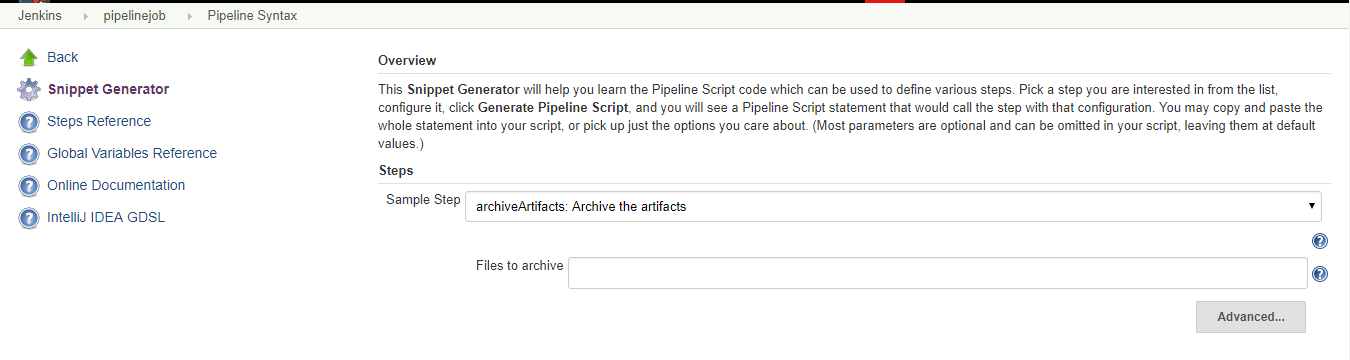 Jenkins pipelinejob Pipeline Syntax
Back
Snippet Generator
Steps Reference
Global Variables Reference
Online Documentation
IntelliJ IDEA GDSL
Overview
This Snippet Generator will help you learn the Pipeline Script code which can be used to define various steps. Pick a step you are interested in from the list,
configure it, click Generate Pipeline Script, and you will see a Pipeline Script statement that would call the step with that configuration. You may copy and paste the
whole statement into your script, or pick up just the options you care about. (Most parameters are optional and can be omitted in your script, leaving them at default
values.)
Steps
Sample Step archiveArtifacts: Archive the artifacts
Files to archive
Advanced...